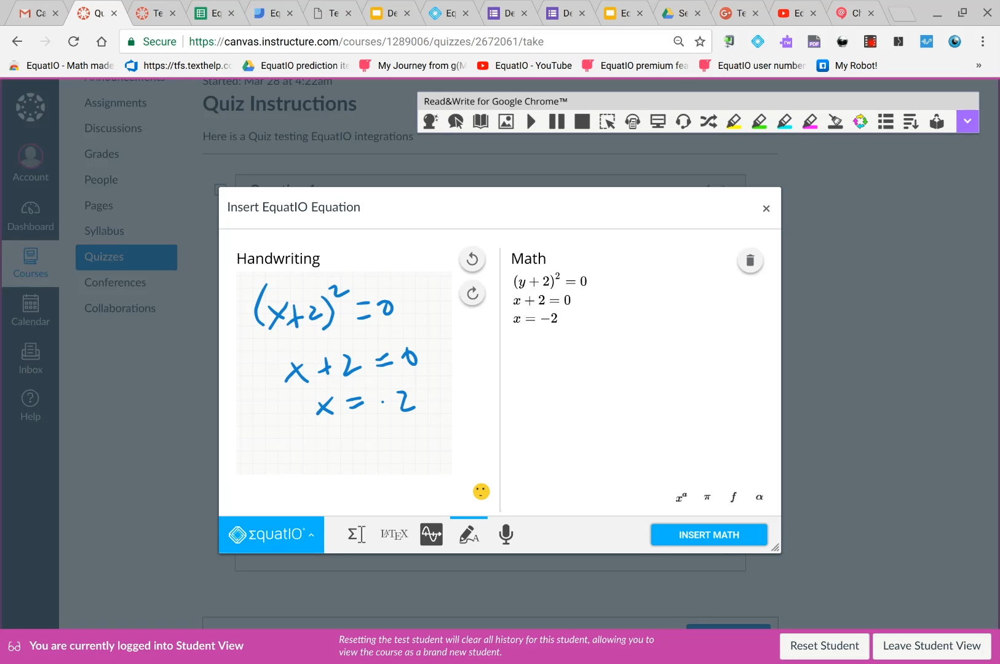 Ca
Qu
Te
Eq
Eq
Te
De
Eq
De
De
Ec
Se
Te
Ec
Secure https://canvas.instructure.com/courses/1289006/quizzes/2672061/take
EquatIO - Math made
https://tfs.texthelp.co
EquatIO prediction ite
My Journey from g(M
EquatIO - YouTube
EquatIO premium fea
EquatIO user number
My Robot!
»
Announcements
Started: Mar 28 at 4:22am
Assignments
Quiz Instructions
Read&Write for Google Chrome™
Discussions
Here is a Quiz testing EquatIO integrations
Grades
Account
People
Pages
Dashboard
Syllabus
Quizzes
Courses
Conferences
Collaborations
Calendar
Inbox
Help
Insert EquatIO Equation
×
Handwriting
(x+2)² = 0
x + 2 = 0
x = · 2
Math
(y + 2)² = 0
x + 2 = 0
x = −2
xᵃ π f α
ΣquatIO®
Σ LATEX A
INSERT MATH
You are currently logged into Student View
Resetting the test student will clear all history for this student, allowing you to
view the course as a brand new student.
Reset Student
Leave Student View